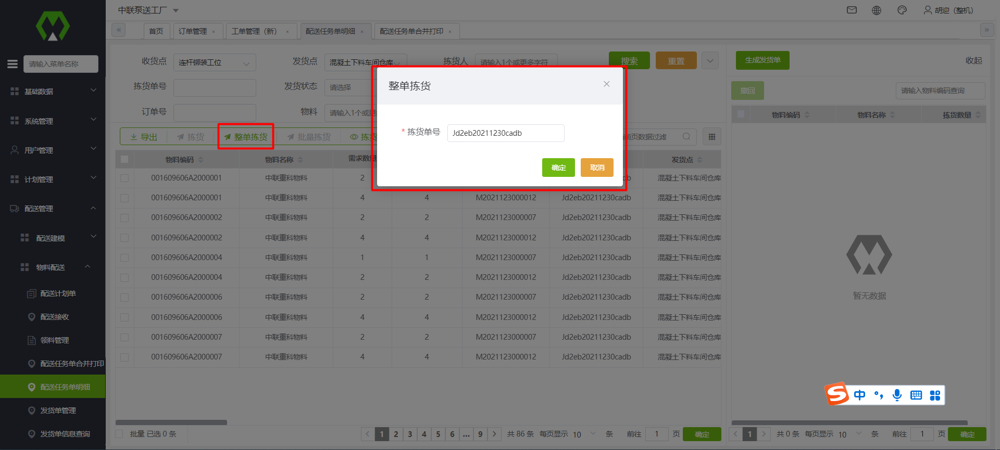 中联泵送工厂
胡迎（整机）
首页
订单管理 ×
工单管理（新） ×
配送任务单明细 ×
配送任务单合并打印 ×
请输入菜单名称
基础数据
系统管理
用户管理
计划管理
配送管理
配送建模
物料配送
配送计划单
配送接收
领料管理
配送任务单合并打印
配送任务单明细
发货单管理
发货单信息查询
收货点 连杆铆装工位
发货点 混凝土下料车间仓库
拣货人 请输入1个或更多字符
搜索 重置
拣货单号
发货状态 请选择
订单号
物料 请输入1个或更
导出 拣货 整单拣货 批量拣货 拣货
前页数据过滤
整单拣货
* 拣货单号 Jd2eb20211230cadb
确定 取消
物料编码 物料名称 需求数量 发货点
001609606A2000001 中联重科物料 2 db 混凝土下料车间仓库
001609606A2000001 中联重科物料 4 4 M2021123000012 Jd2eb20211230cadb 混凝土下料车间仓库
001609606A2000002 中联重科物料 2 2 M2021123000007 Jd2eb20211230cadb 混凝土下料车间仓库
001609606A2000002 中联重科物料 4 4 M2021123000012 Jd2eb20211230cadb 混凝土下料车间仓库
001609606A2000004 中联重科物料 1 1 M2021123000007 Jd2eb20211230cadb 混凝土下料车间仓库
001609606A2000004 中联重科物料 2 2 M2021123000012 Jd2eb20211230cadb 混凝土下料车间仓库
001609606A2000006 中联重科物料 2 2 M2021123000007 Jd2eb20211230cadb 混凝土下料车间仓库
001609606A2000006 中联重科物料 4 4 M2021123000012 Jd2eb20211230cadb 混凝土下料车间仓库
001609606A2000007 中联重科物料 2 2 M2021123000007 Jd2eb20211230cadb 混凝土下料车间仓库
001609606A2000007 中联重科物料 4 4 M2021123000012 Jd2eb20211230cadb 混凝土下料车间仓库
批量 已选 0 条
1 2 3 4 5 6 ... 9 共 86 条 每页显示 10 条 前往 1 页 确定
生成发货单 收起
撤回 请输入物料编码查询
物料编码 物料名称 拣货数量
暂无数据
中
1 共 0 条 每页显示 10 条 前往 1 页 确定